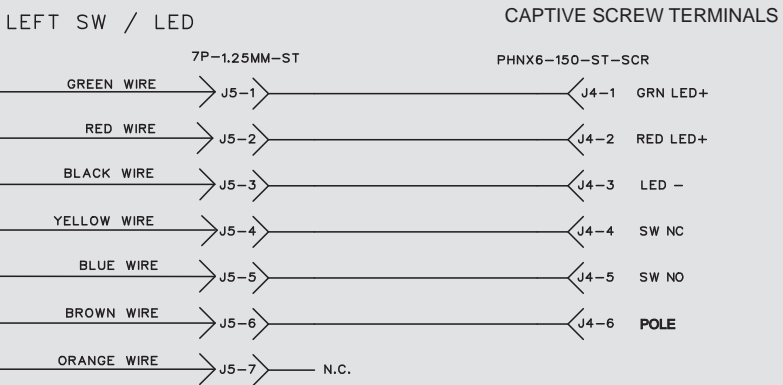 LEFT SW / LED
CAPTIVE SCREW TERMINALS
7P-1.25MM-ST
PHNX6-150-ST-SCR
GREEN WIRE J5-1 J4-1 GRN LED+
RED WIRE J5-2 J4-2 RED LED+
BLACK WIRE J5-3 J4-3 LED -
YELLOW WIRE J5-4 J4-4 SW NC
BLUE WIRE J5-5 J4-5 SW NO
BROWN WIRE J5-6 J4-6 POLE
ORANGE WIRE J5-7 N.C.